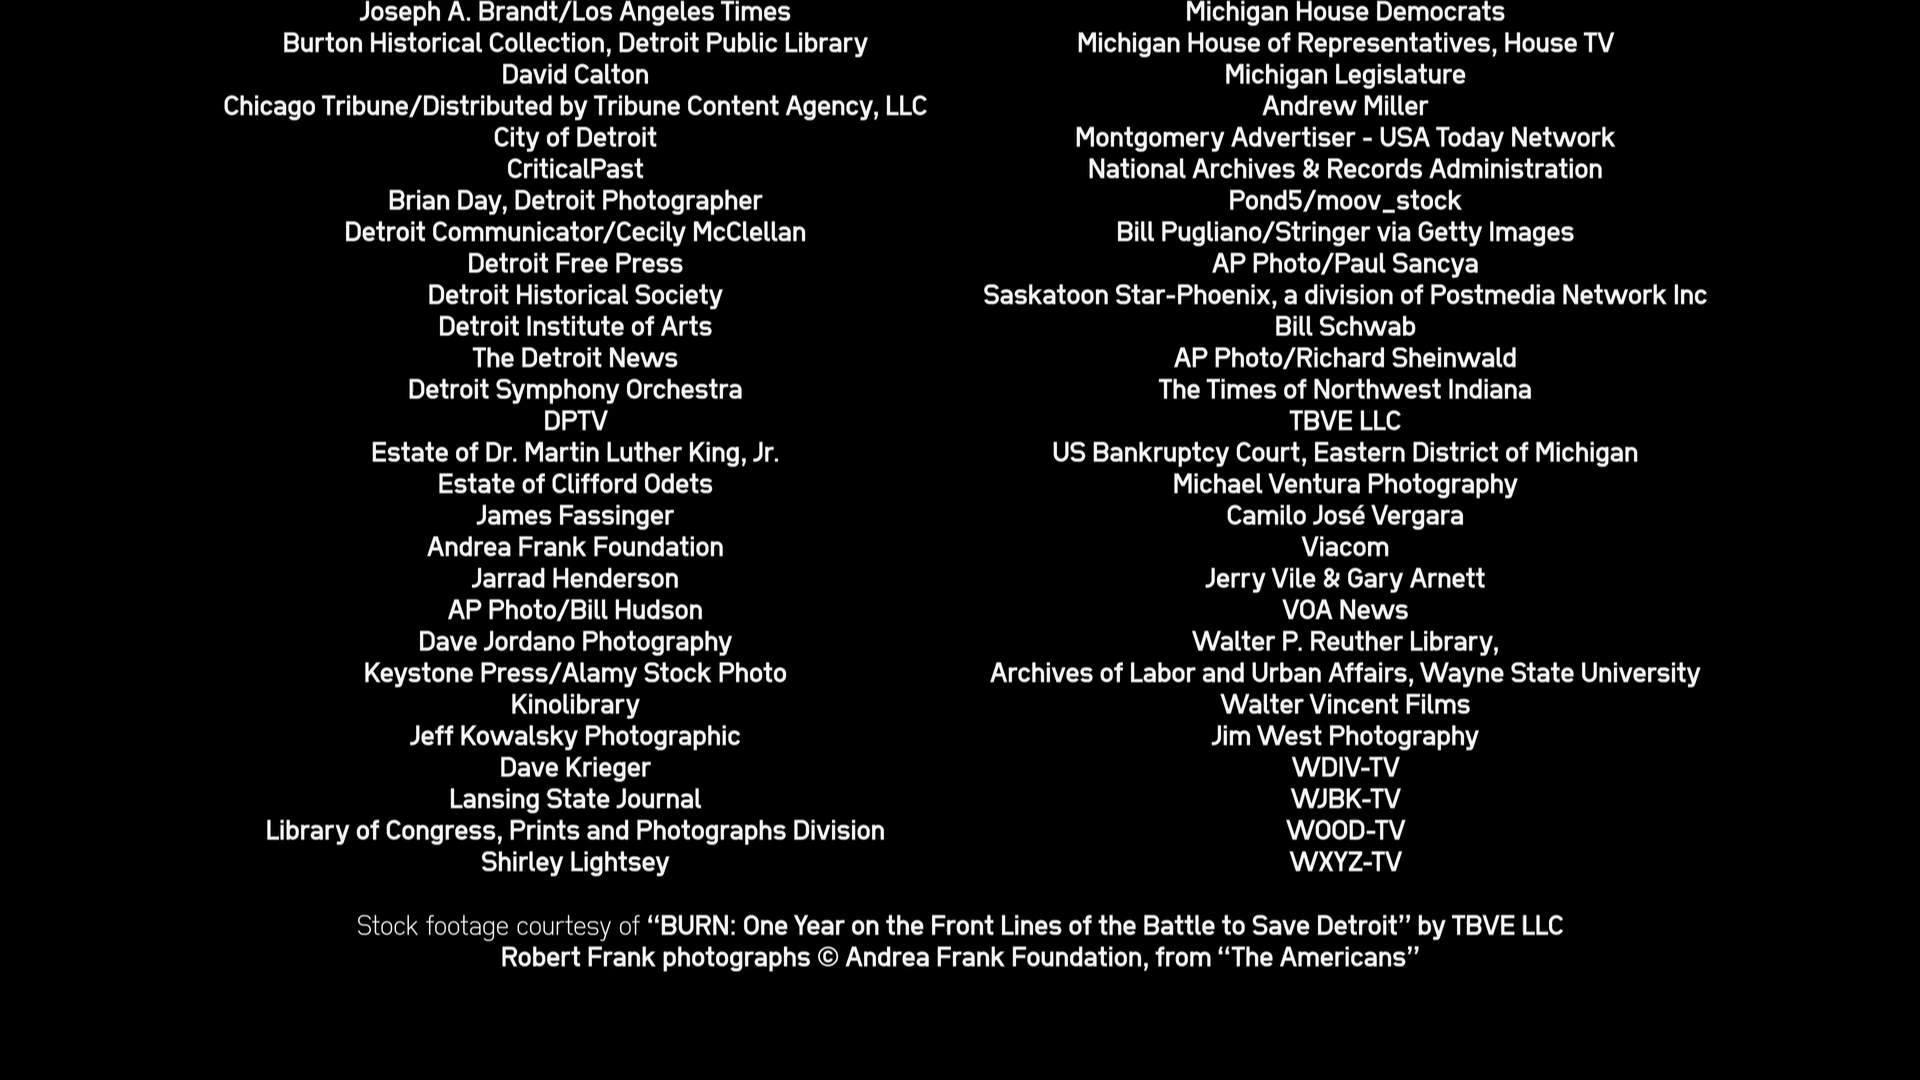 Joseph A. Brandt/Los Angeles Times
Burton Historical Collection, Detroit Public Library
David Calton
Chicago Tribune/Distributed by Tribune Content Agency, LLC
City of Detroit
CriticalPast
Brian Day, Detroit Photographer
Detroit Communicator/Cecily McClellan
Detroit Free Press
Detroit Historical Society
Detroit Institute of Arts
The Detroit News
Detroit Symphony Orchestra
DPTV
Estate of Dr. Martin Luther King, Jr.
Estate of Clifford Odets
James Fassinger
Andrea Frank Foundation
Jarrad Henderson
AP Photo/Bill Hudson
Dave Jordano Photography
Keystone Press/Alamy Stock Photo
Kinolibrary
Jeff Kowalsky Photographic
Dave Krieger
Lansing State Journal
Library of Congress, Prints and Photographs Division
Shirley Lightsey
Michigan House Democrats
Michigan House of Representatives, House TV
Michigan Legislature
Andrew Miller
Montgomery Advertiser - USA Today Network
National Archives & Records Administration
Pond5/moov_stock
Bill Pugliano/Stringer via Getty Images
AP Photo/Paul Sancya
Saskatoon Star-Phoenix, a division of Postmedia Network Inc
Bill Schwab
AP Photo/Richard Sheinwald
The Times of Northwest Indiana
TBVE LLC
US Bankruptcy Court, Eastern District of Michigan
Michael Ventura Photography
Camilo José Vergara
Viacom
Jerry Vile & Gary Arnett
VOA News
Walter P. Reuther Library,
Archives of Labor and Urban Affairs, Wayne State University
Walter Vincent Films
Jim West Photography
WDIV-TV
WJBK-TV
WOOD-TV
WXYZ-TV
Stock footage courtesy of “BURN: One Year on the Front Lines of the Battle to Save Detroit” by TBVE LLC
Robert Frank photographs © Andrea Frank Foundation, from “The Americans”